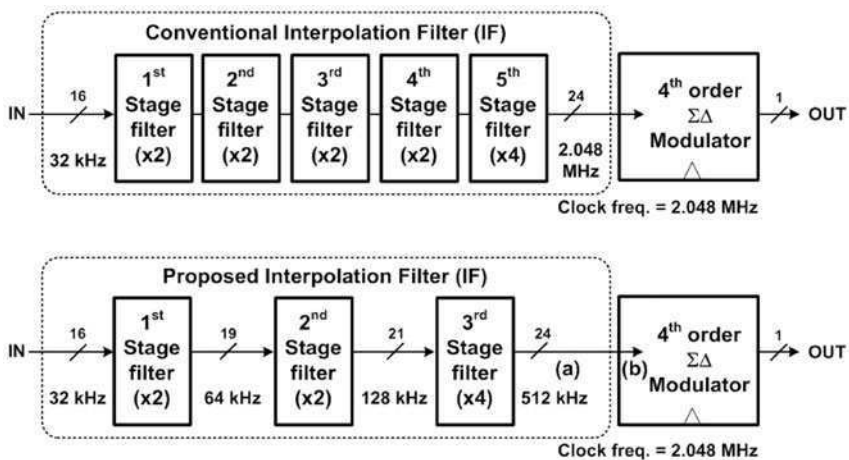 Conventional Interpolation Filter (IF)
IN
16
32 kHz
1st
Stage
filter
(x2)
2nd
Stage
filter
(x2)
3rd
Stage
filter
(x2)
4th
Stage
filter
(x2)
5th
Stage
filter
(x4)
24
2.048
MHz
4th order
ΣΔ
Modulator
1
OUT
Clock freq. = 2.048 MHz
Proposed Interpolation Filter (IF)
IN
16
32 kHz
1st
Stage
filter
(x2)
19
64 kHz
2nd
Stage
filter
(x2)
21
128 kHz
3rd
Stage
filter
(x4)
24
(a)
512 kHz
(b)
4th order
ΣΔ
Modulator
1
OUT
Clock freq. = 2.048 MHz